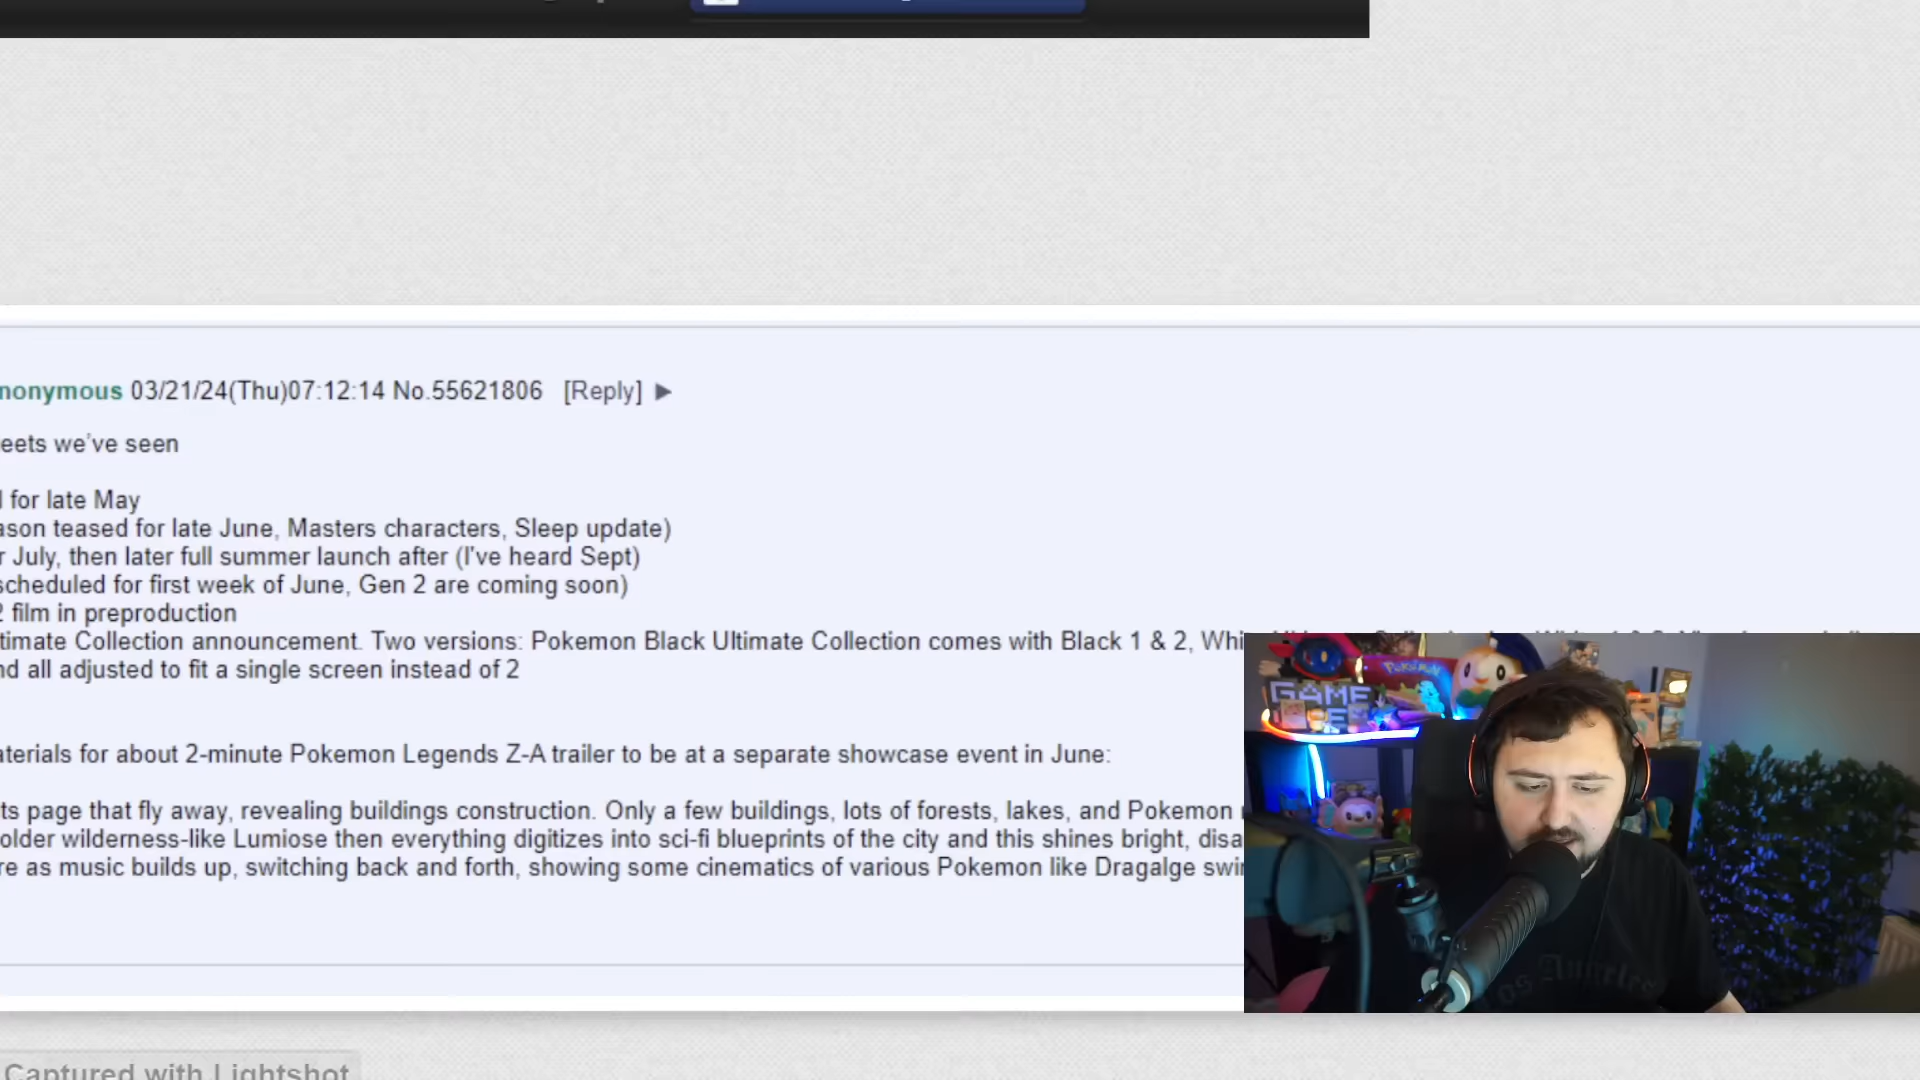 nonymous 03/21/24(Thu)07:12:14 No.55621806 [Reply] ▶
eets we've seen
for late May
ason teased for late June, Masters characters, Sleep update)
r July, then later full summer launch after (I've heard Sept)
scheduled for first week of June, Gen 2 are coming soon)
2 film in preproduction
timate Collection announcement. Two versions: Pokemon Black Ultimate Collection comes with Black 1 & 2, Whi
nd all adjusted to fit a single screen instead of 2
aterials for about 2-minute Pokemon Legends Z-A trailer to be at a separate showcase event in June:
ts page that fly away, revealing buildings construction. Only a few buildings, lots of forests, lakes, and Pokemon
older wilderness-like Lumiose then everything digitizes into sci-fi blueprints of the city and this shines bright, disa
re as music builds up, switching back and forth, showing some cinematics of various Pokemon like Dragalge swi
POKÉMON
GAME
Los Angeles
Captured with Lightshot